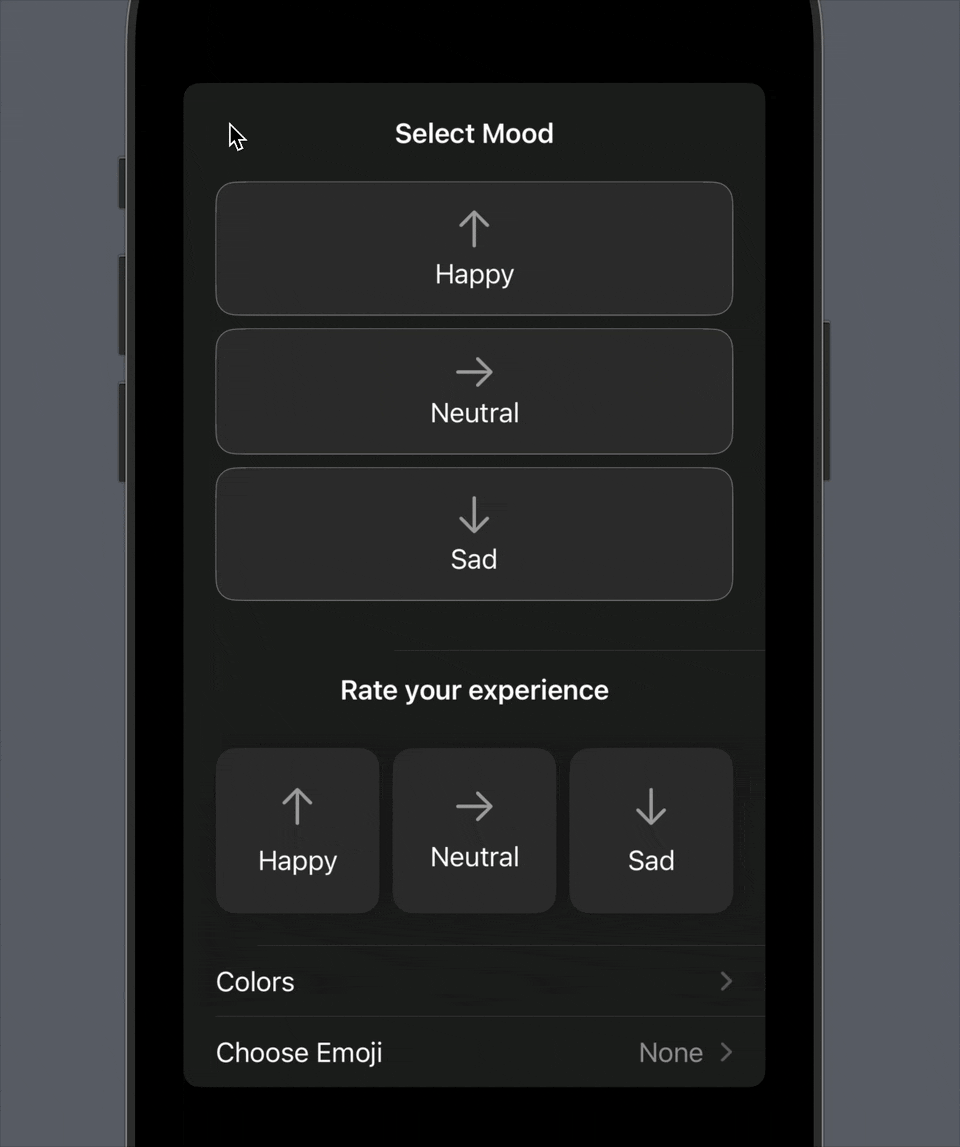 Select Mood
Happy
Neutral
Sad
Rate your experience
Happy Neutral Sad
Colors
Choose Emoji None